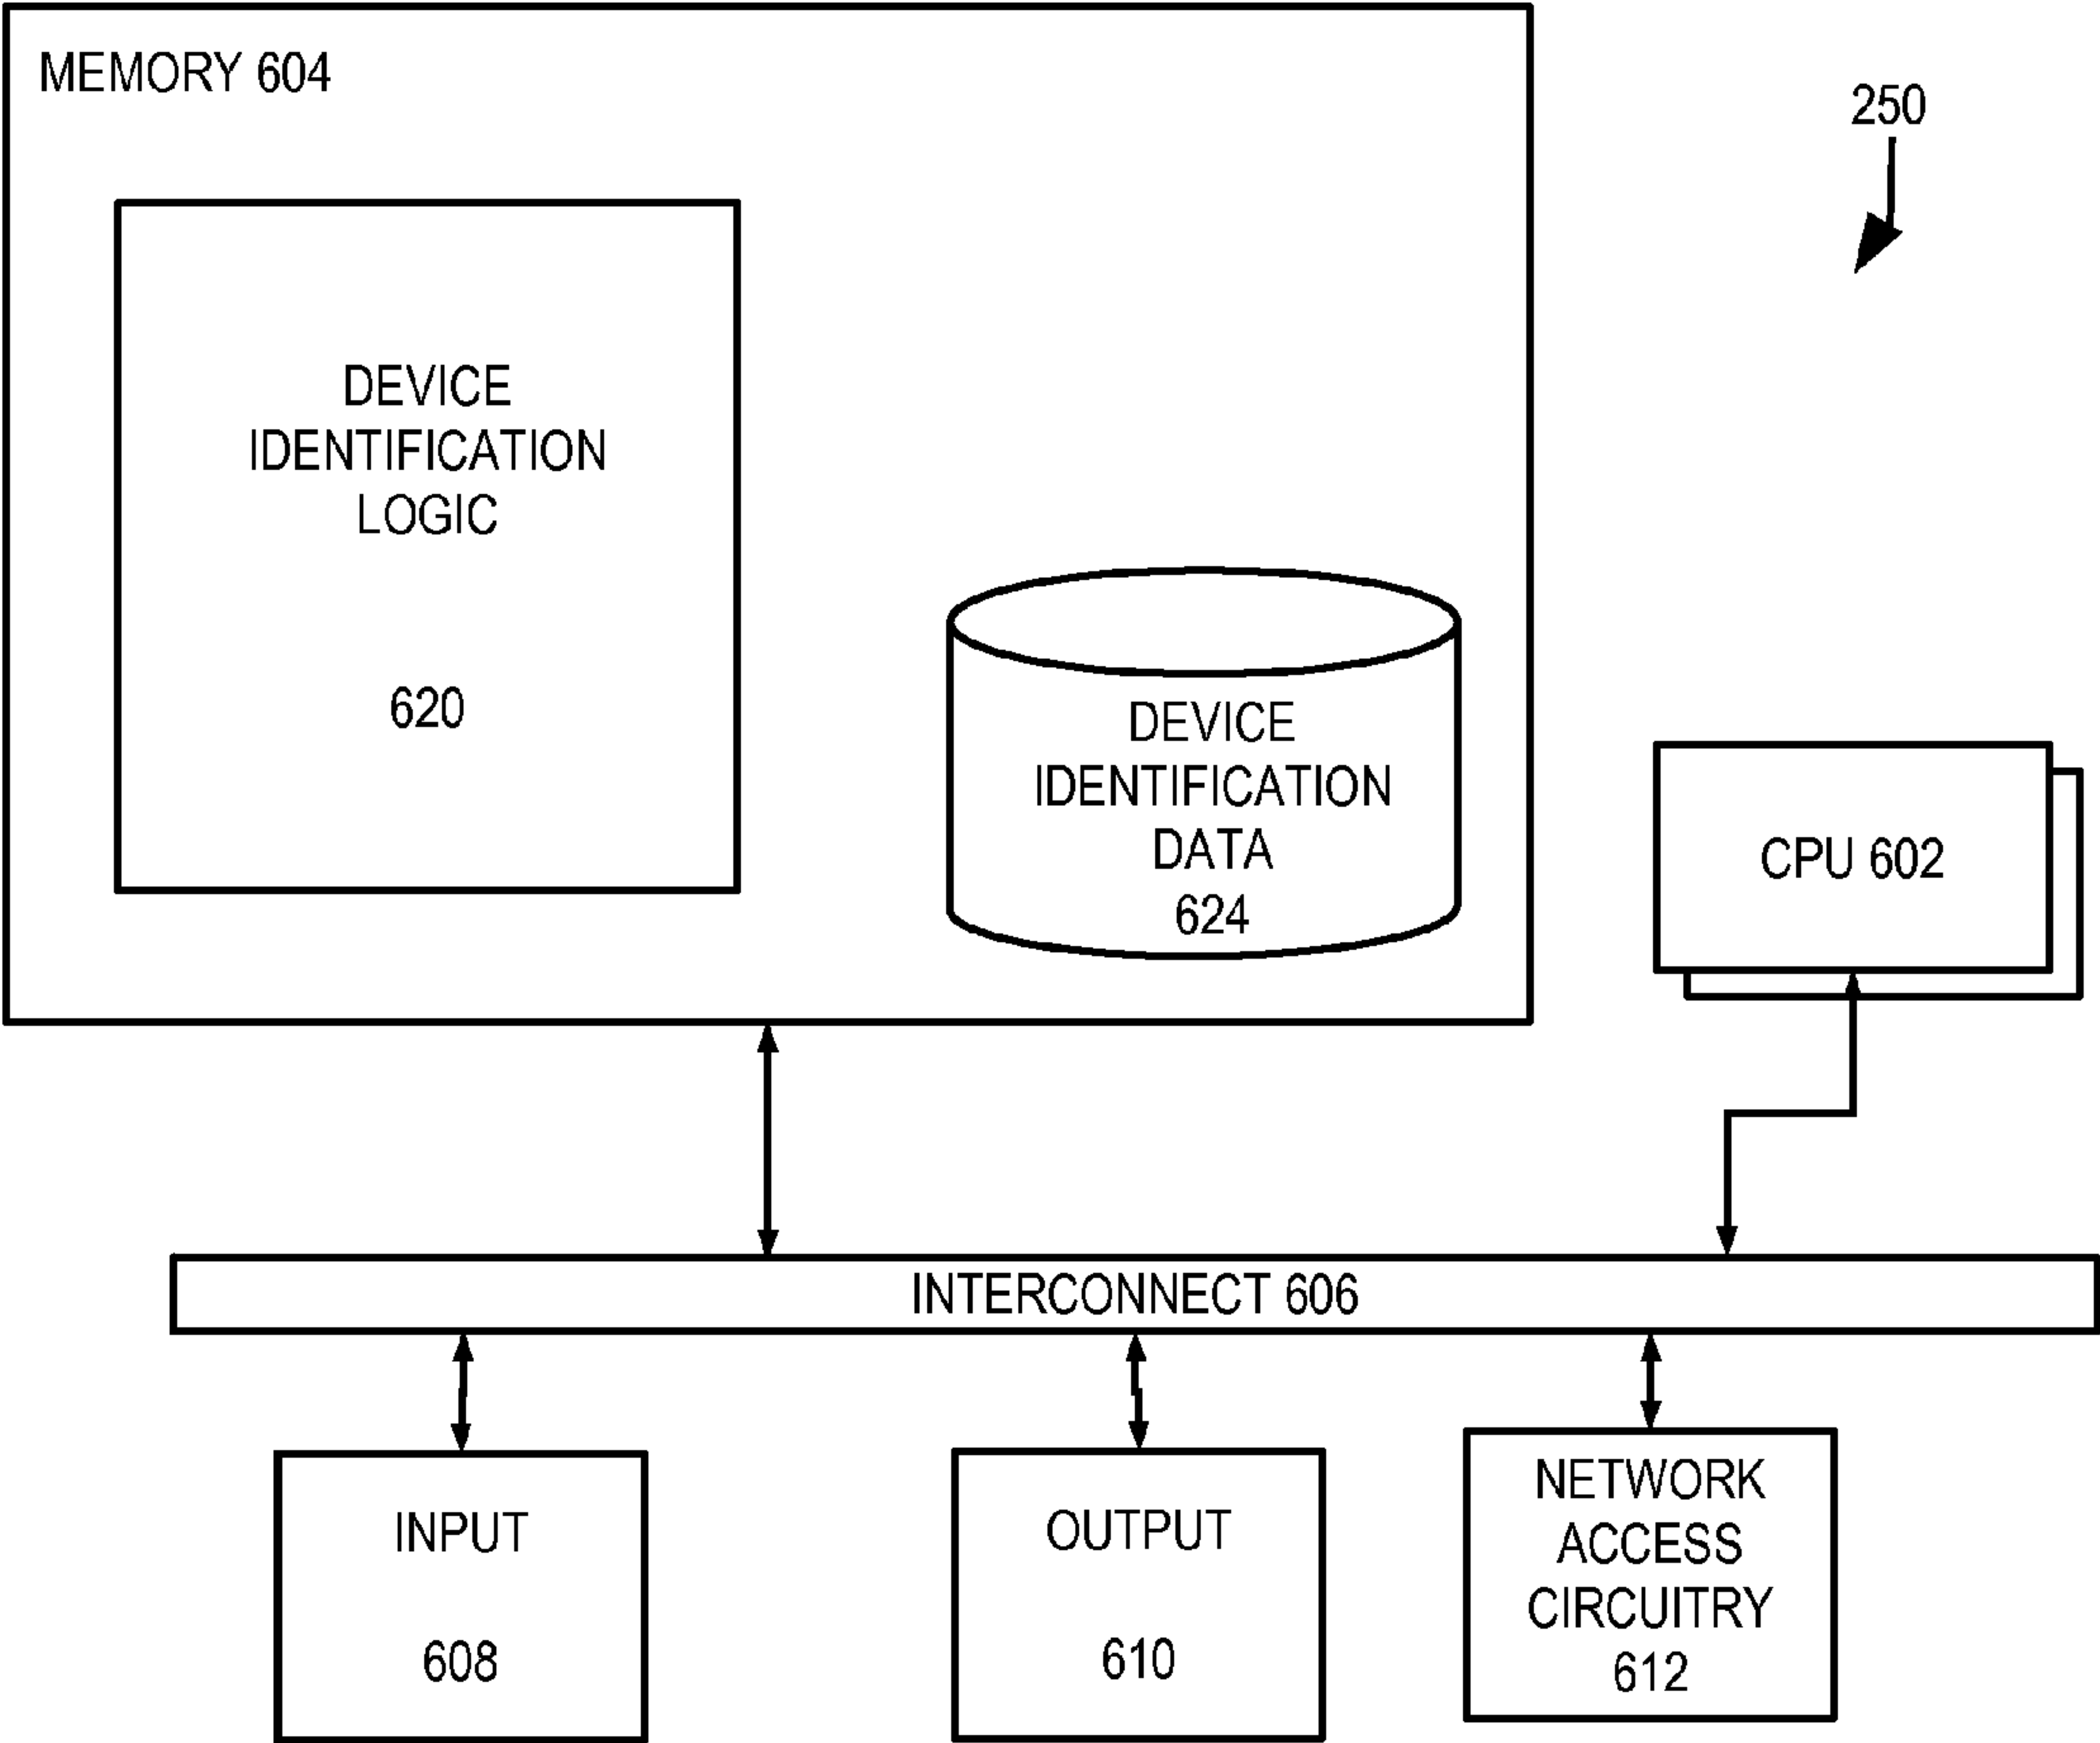 MEMORY 604
250
DEVICE
IDENTIFICATION
LOGIC
620
DEVICE
IDENTIFICATION
DATA
624
CPU 602
INTERCONNECT 606
INPUT
608
OUTPUT
610
NETWORK
ACCESS
CIRCUITRY
612